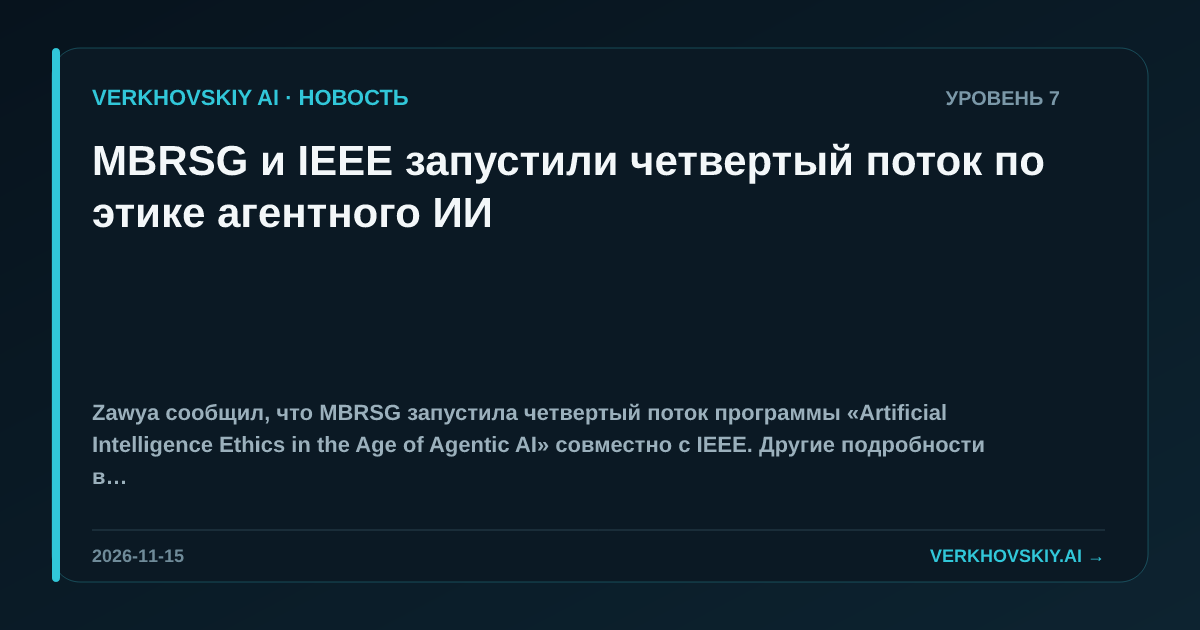 VERKHOVSKIY AI · НОВОСТЬ
УРОВЕНЬ 7
MBRSG и IEEE запустили четвертый поток по
этике агентного ИИ
Zawya сообщил, что MBRSG запустила четвертый поток программы «Artificial
Intelligence Ethics in the Age of Agentic AI» совместно с IEEE. Другие подробности
в…
2026-11-15
VERKHOVSKIY.AI →